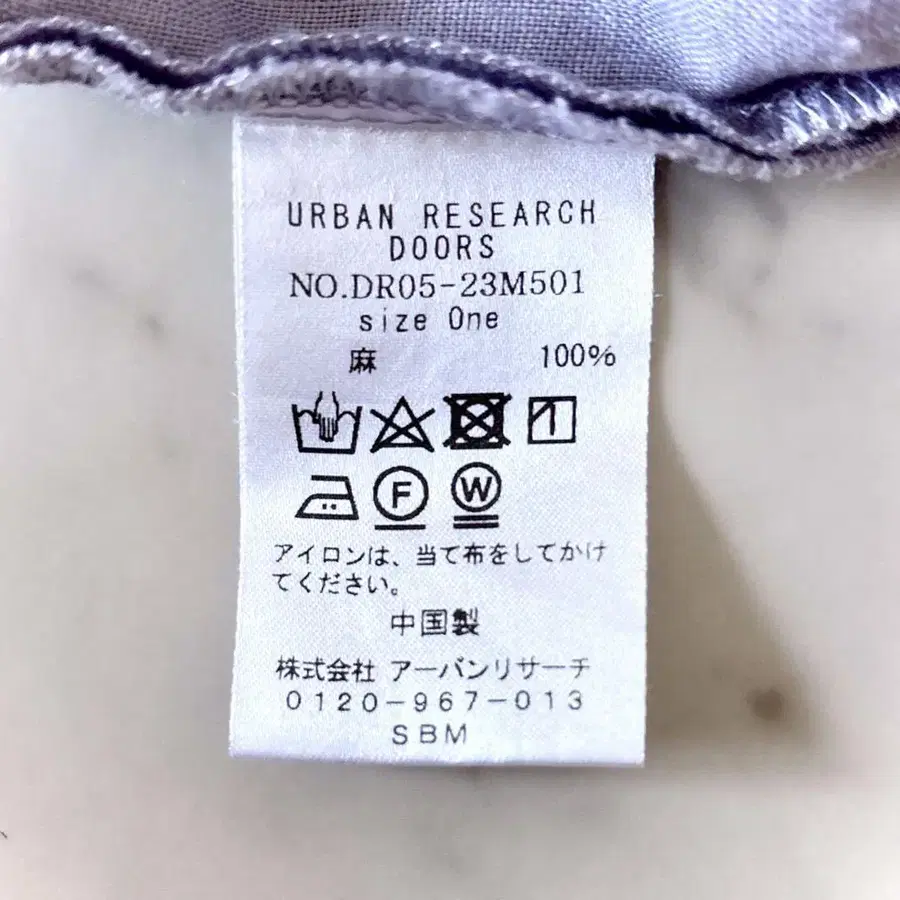 URBAN RESEARCH
DOORS
NO.DR05-23M501
size One
麻 100%
F W
アイロンは、当て布をしてかけ
てください。
中国製
株式会社 アーバンリサーチ
0120-967-013
SBM